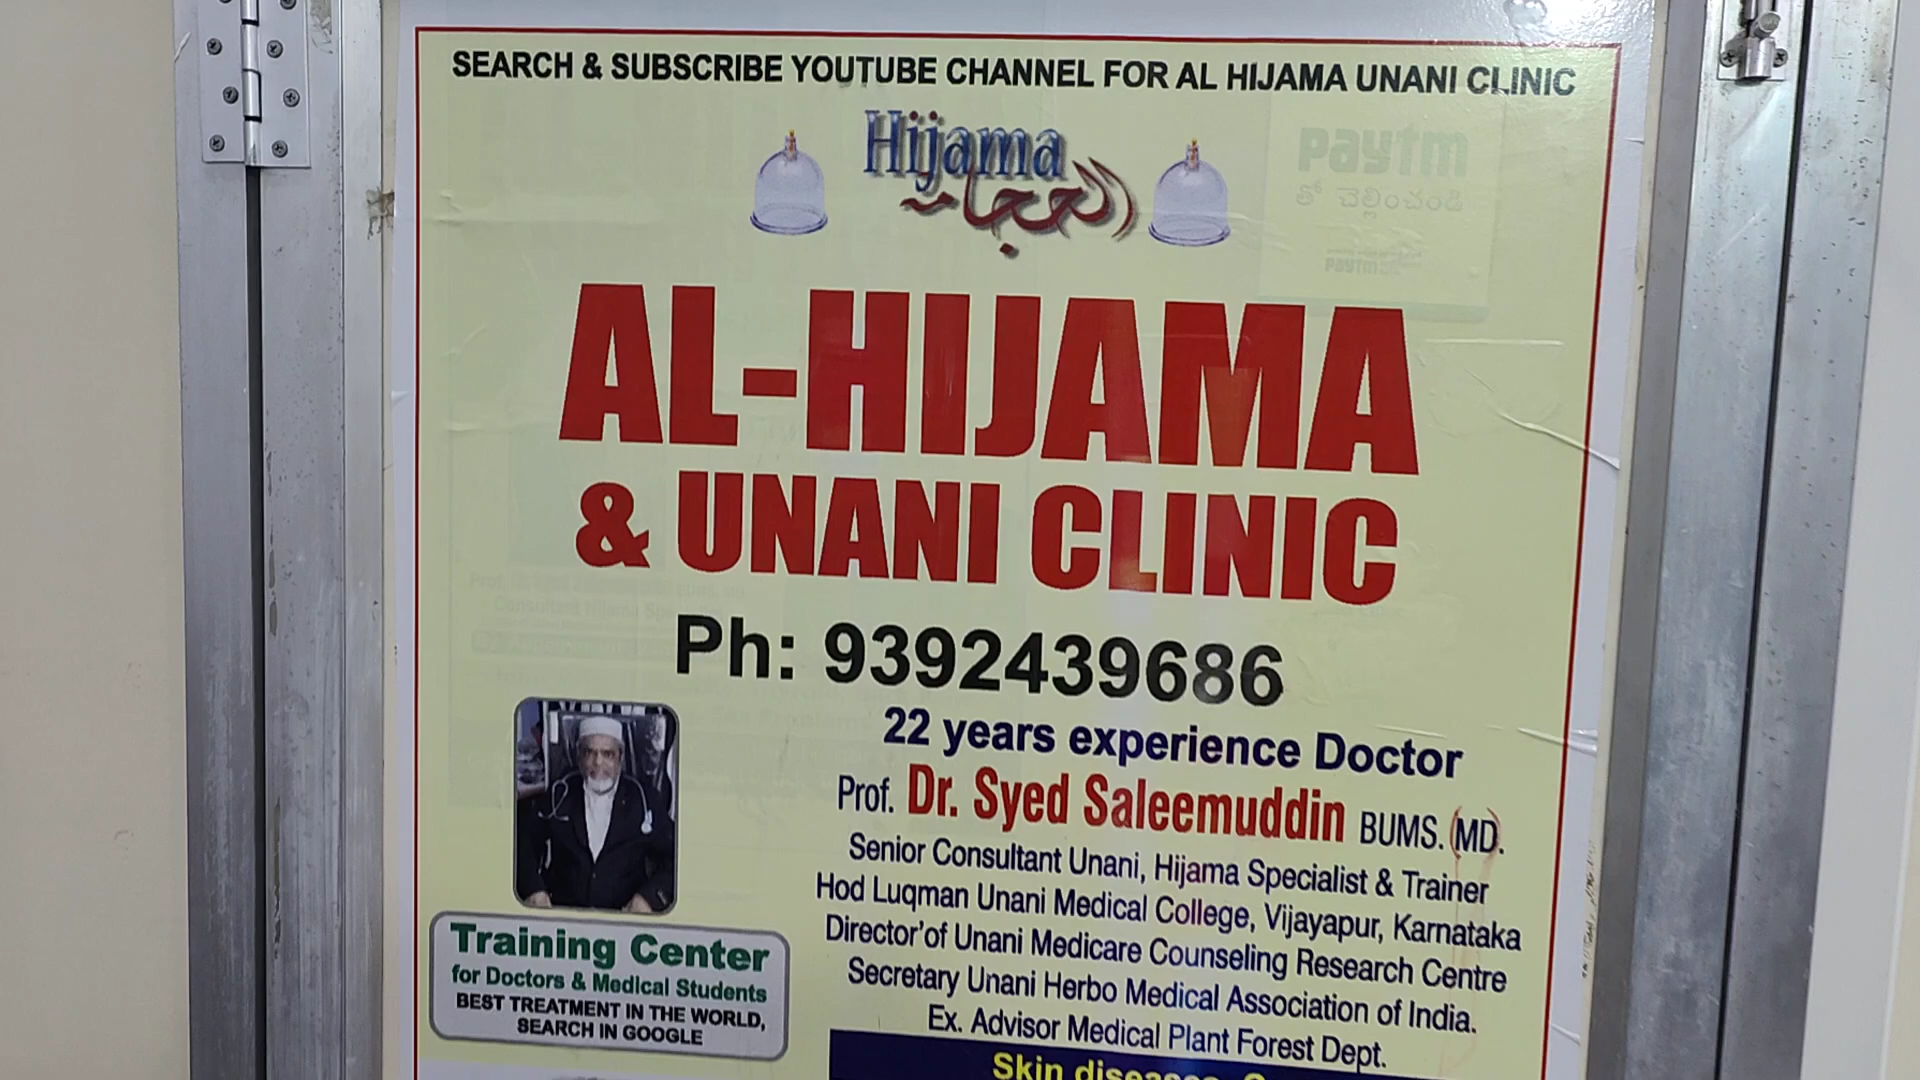 SEARCH & SUBSCRIBE YOUTUBE CHANNEL FOR AL HIJAMA UNANI CLINIC
Hijama
الحجامة
paytm
తో చెల్లించండి
paytm
AL-HIJAMA
& UNANI CLINIC
Ph: 9392439686
22 years experience Doctor
Prof. Dr. Syed Saleemuddin BUMS. (MD).
Senior Consultant Unani, Hijama Specialist & Trainer
Hod Luqman Unani Medical College, Vijayapur, Karnataka
Director'of Unani Medicare Counseling Research Centre
Secretary Unani Herbo Medical Association of India.
Ex. Advisor Medical Plant Forest Dept.
Training Center
for Doctors & Medical Students
BEST TREATMENT IN THE WORLD,
SEARCH IN GOOGLE
Skin diseases